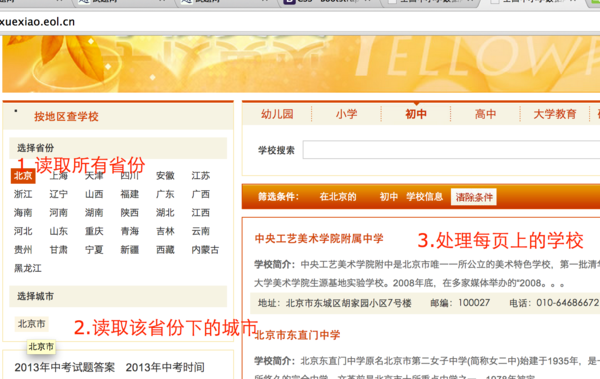 xuexiao.eol.cn
YELLOWP
按地区查学校
幼儿园 小学 初中 高中 大学教育
选择省份
学校搜索
1.读取所有省份
北京 上海 天津 四川 安徽 江苏
浙江 辽宁 山西 福建 广东 广西
筛选条件: 在北京的 初中 学校信息 清除条件
海南 河南 湖南 陕西 湖北 江西
河北 山东 重庆 青海 吉林 云南
中央工艺美术学院附属中学
3.处理每页上的学校
贵州 甘肃 宁夏 新疆 西藏 内蒙古
学校简介: 中央工艺美术学院附中是北京市唯一一所公立的美术特色学校，第一批清华
黑龙江
大学美术学院生源基地实验学校。2008年底，在多家媒体举办的"2008。。。
选择城市
地址: 北京市东城区胡家园小区7号楼 邮编: 100027 电话: 010-64686672
北京市
2.读取该省份下的城市
北京市东直门中学
北京市
学校简介: 北京东直门中学原名北京市第二女子中学(简称女二中)始建于1935年，是一
2013年中考试题答案 2013年中考时间